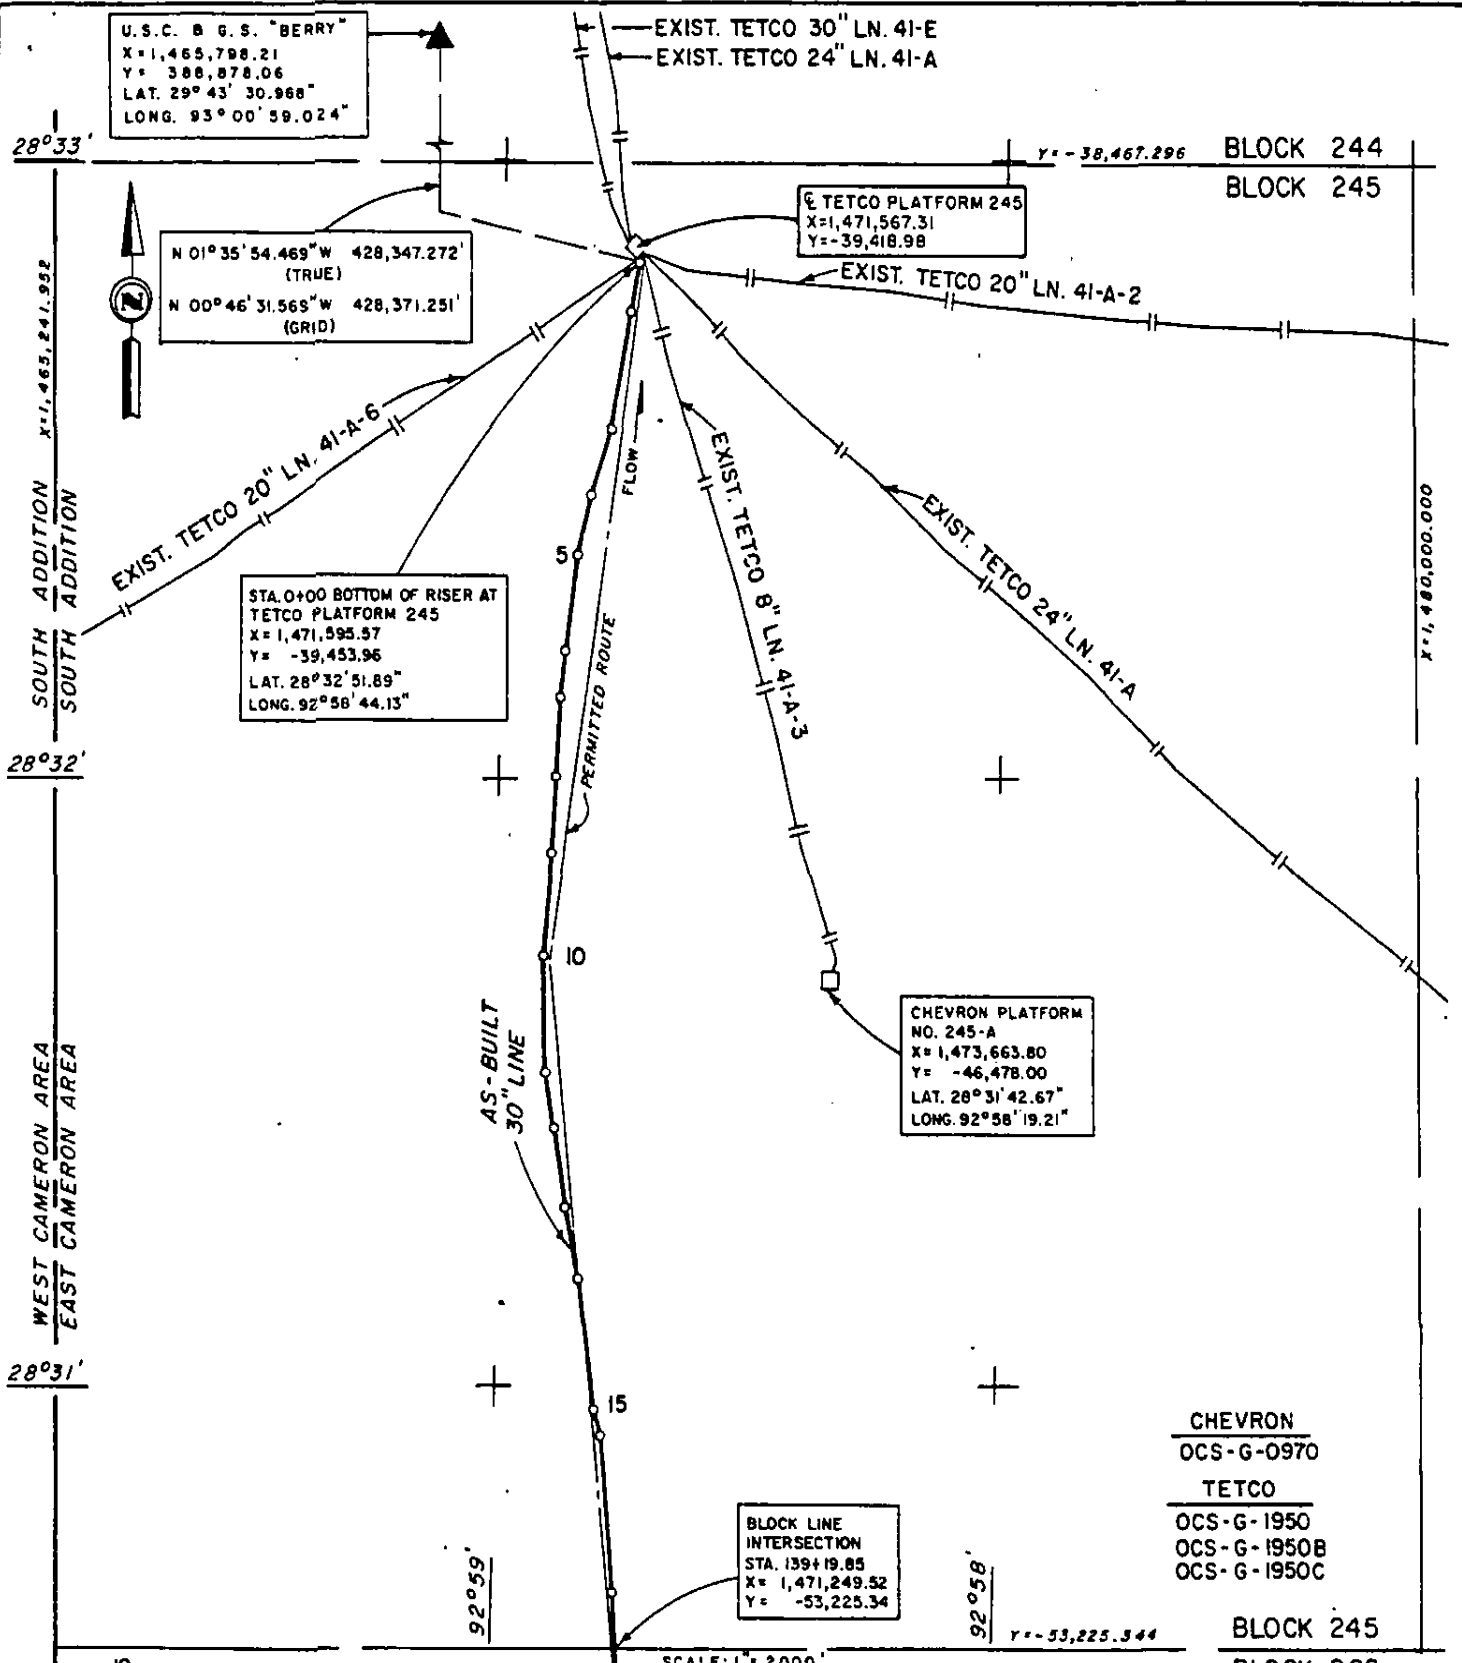 U.S.C. & G.S. "BERRY"
X=1,465,798.21
Y= 388,878.06
LAT. 29° 43' 30.968"
LONG. 93° 00' 59.024"
EXIST. TETCO 30" LN. 41-E
EXIST. TETCO 24" LN. 41-A
28°33'
Y=-38,467.296
BLOCK 244
BLOCK 245
℄ TETCO PLATFORM 245
X=1,471,567.31
Y=-39,418.98
N 01° 35' 54.469" W 428,347.272'
(TRUE)
N 00° 46' 31.565" W 428,371.251'
(GRID)
N
X=1,465,241.952
EXIST. TETCO 20" LN. 41-A-2
EXIST. TETCO 20" LN. 41-A-6
FLOW
EXIST. TETCO 8" LN. 41-A-3
EXIST. TETCO 24" LN. 41-A
X=1,480,000.000
SOUTH ADDITION
SOUTH ADDITION
5
STA. 0+00 BOTTOM OF RISER AT
TETCO PLATFORM 245
X= 1,471,595.57
Y= -39,453.96
LAT. 28° 32' 51.89"
LONG. 92° 58' 44.13"
PERMITTED ROUTE
28°32'
10
AS-BUILT
30" LINE
CHEVRON PLATFORM
NO. 245-A
X= 1,473,663.80
Y= -46,478.00
LAT. 28° 31' 42.67"
LONG. 92° 58' 19.21"
WEST CAMERON AREA
EAST CAMERON AREA
28°31'
15
CHEVRON
OCS-G-0970
TETCO
OCS-G-1950
OCS-G-1950B
OCS-G-1950C
BLOCK LINE
INTERSECTION
STA. 139+19.85
X= 1,471,249.52
Y= -53,225.34
92°59'
92°58'
Y=-53,225.344
BLOCK 245
SCALE: 1"= 2000'